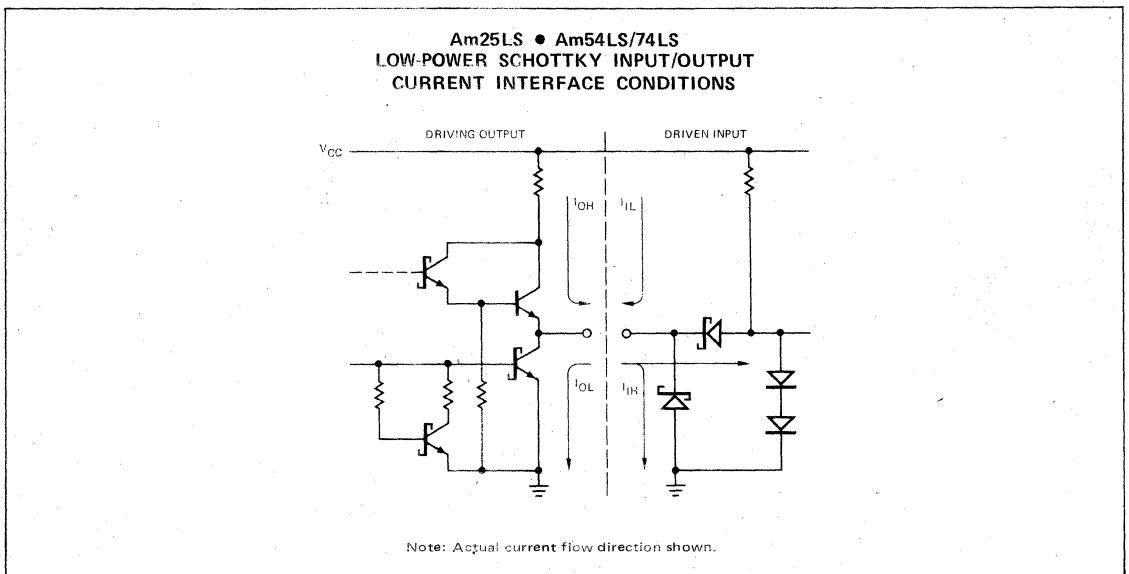 Am25LS ● Am54LS/74LS
LOW-POWER SCHOTTKY INPUT/OUTPUT
CURRENT INTERFACE CONDITIONS
DRIVING OUTPUT
DRIVEN INPUT
VCC
IOH
IIL
IOL
IIH
Note: Actual current flow direction shown.